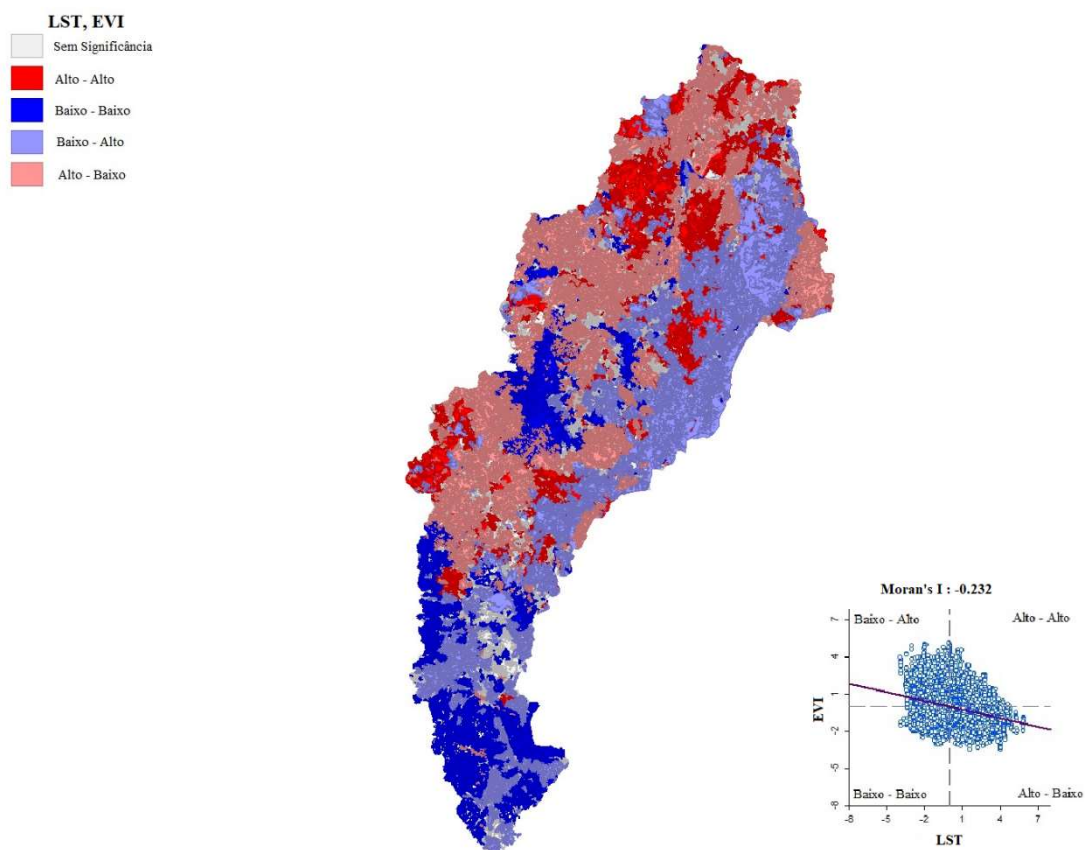 LST, EVI
Sem Significância
Alto - Alto
Baixo - Baixo
Baixo - Alto
Alto - Baixo
Moran's I : -0.232
Baixo - Alto
Alto - Alto
7
4
1
-2
-5
-8
EVI
Baixo - Baixo
Alto - Baixo
-8
-5
-2
1
4
7
LST